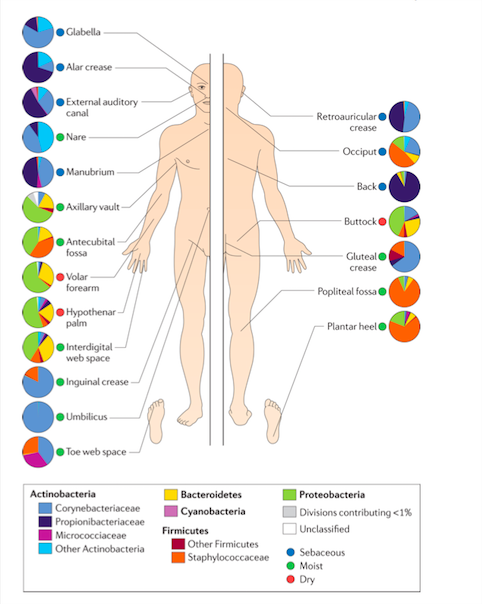 Glabella
Alar crease
External auditory
canal
Nare
Manubrium
Axillary vault
Antecubital
fossa
Volar
forearm
Hypothenar
palm
Interdigital
web space
Inguinal crease
Umbilicus
Toe web space
Retroauricular
crease
Occiput
Back
Buttock
Gluteal
crease
Popliteal fossa
Plantar heel
Actinobacteria
Corynebacteriaceae
Propionibacteriaceae
Micrococciaceae
Other Actinobacteria
Bacteroidetes
Cyanobacteria
Firmicutes
Other Firmicutes
Staphylococcaceae
Proteobacteria
Divisions contributing <1%
Unclassified
Sebaceous
Moist
Dry